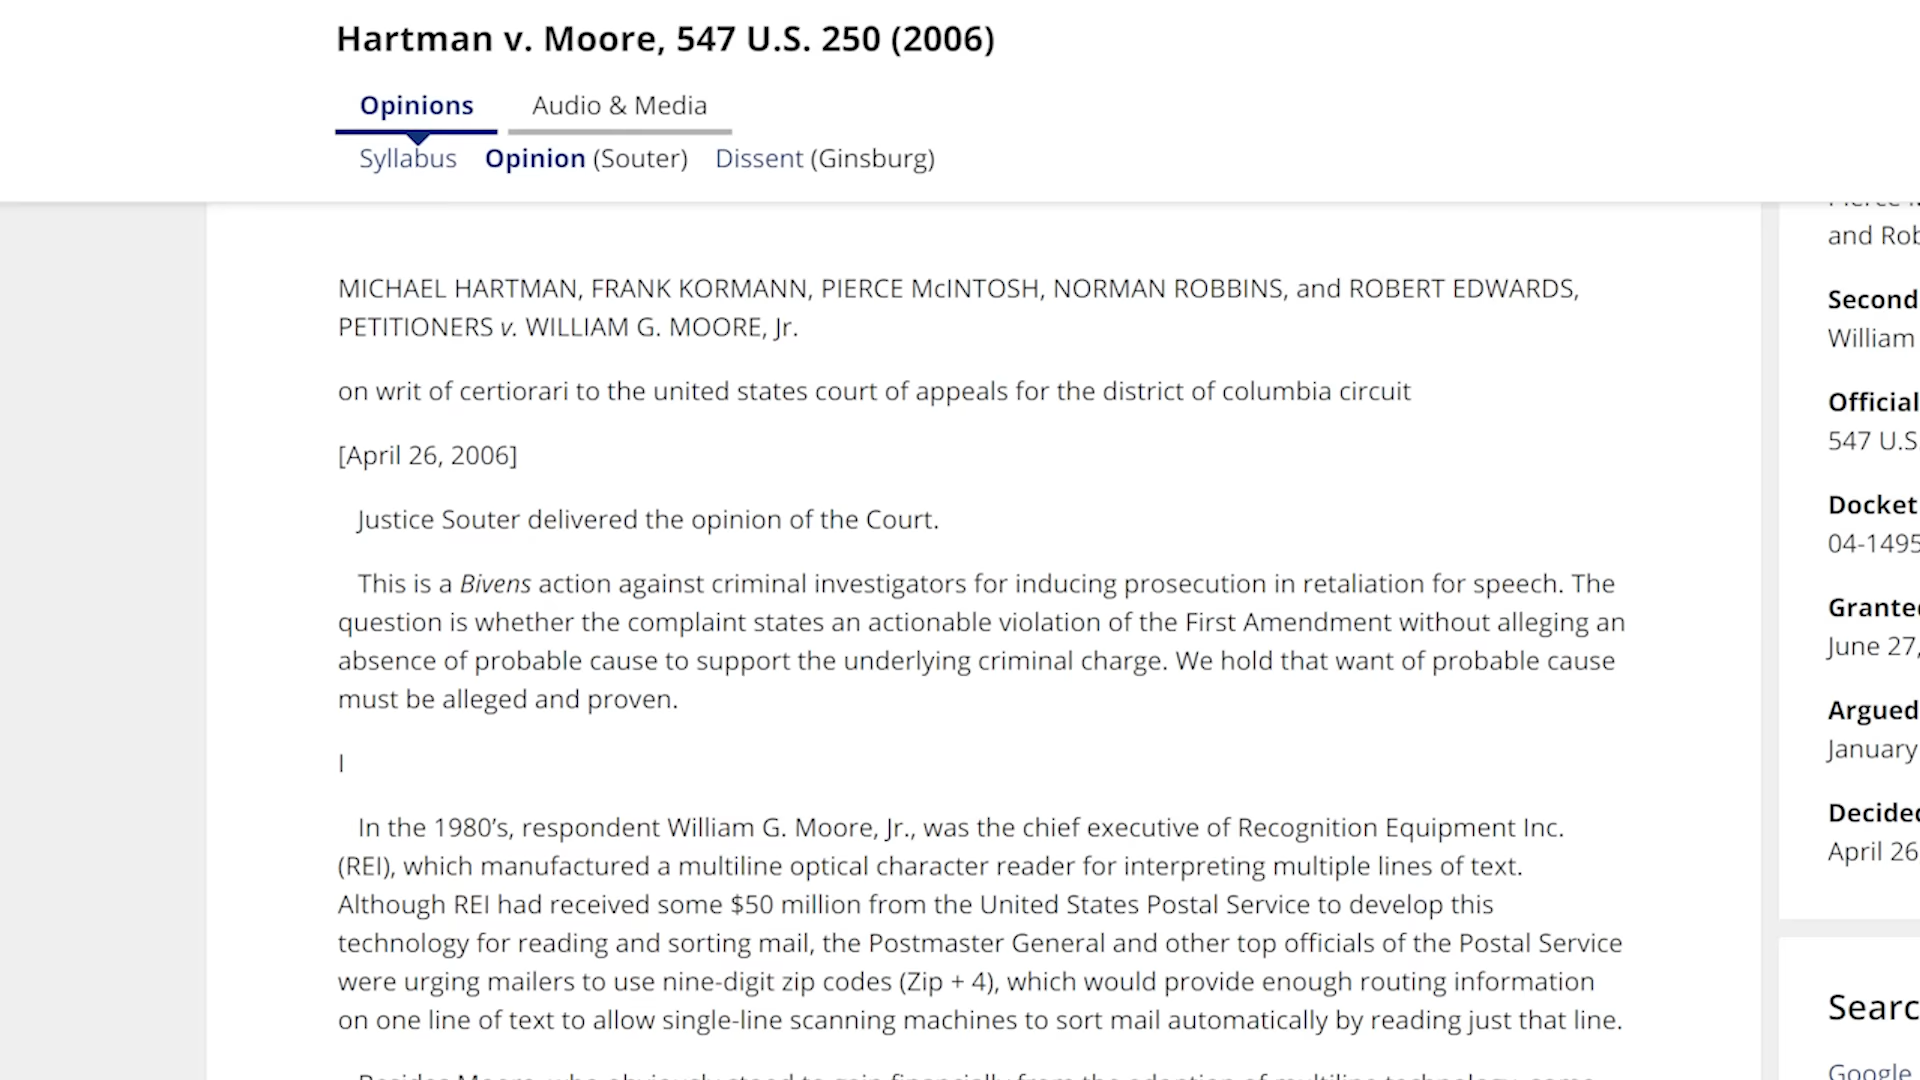 Hartman v. Moore, 547 U.S. 250 (2006)
Opinions Audio & Media
Syllabus Opinion (Souter) Dissent (Ginsburg)
MICHAEL HARTMAN, FRANK KORMANN, PIERCE McINTOSH, NORMAN ROBBINS, and ROBERT EDWARDS,
PETITIONERS v. WILLIAM G. MOORE, Jr.
on writ of certiorari to the united states court of appeals for the district of columbia circuit
[April 26, 2006]
Justice Souter delivered the opinion of the Court.
This is a Bivens action against criminal investigators for inducing prosecution in retaliation for speech. The
question is whether the complaint states an actionable violation of the First Amendment without alleging an
absence of probable cause to support the underlying criminal charge. We hold that want of probable cause
must be alleged and proven.
I
In the 1980’s, respondent William G. Moore, Jr., was the chief executive of Recognition Equipment Inc.
(REI), which manufactured a multiline optical character reader for interpreting multiple lines of text.
Although REI had received some $50 million from the United States Postal Service to develop this
technology for reading and sorting mail, the Postmaster General and other top officials of the Postal Service
were urging mailers to use nine-digit zip codes (Zip + 4), which would provide enough routing information
on one line of text to allow single-line scanning machines to sort mail automatically by reading just that line.
and Rob
Second
William
Official
547 U.S.
Docket
04-1495
Granted
June 27,
Argued
January
Decided
April 26
Searc
Google